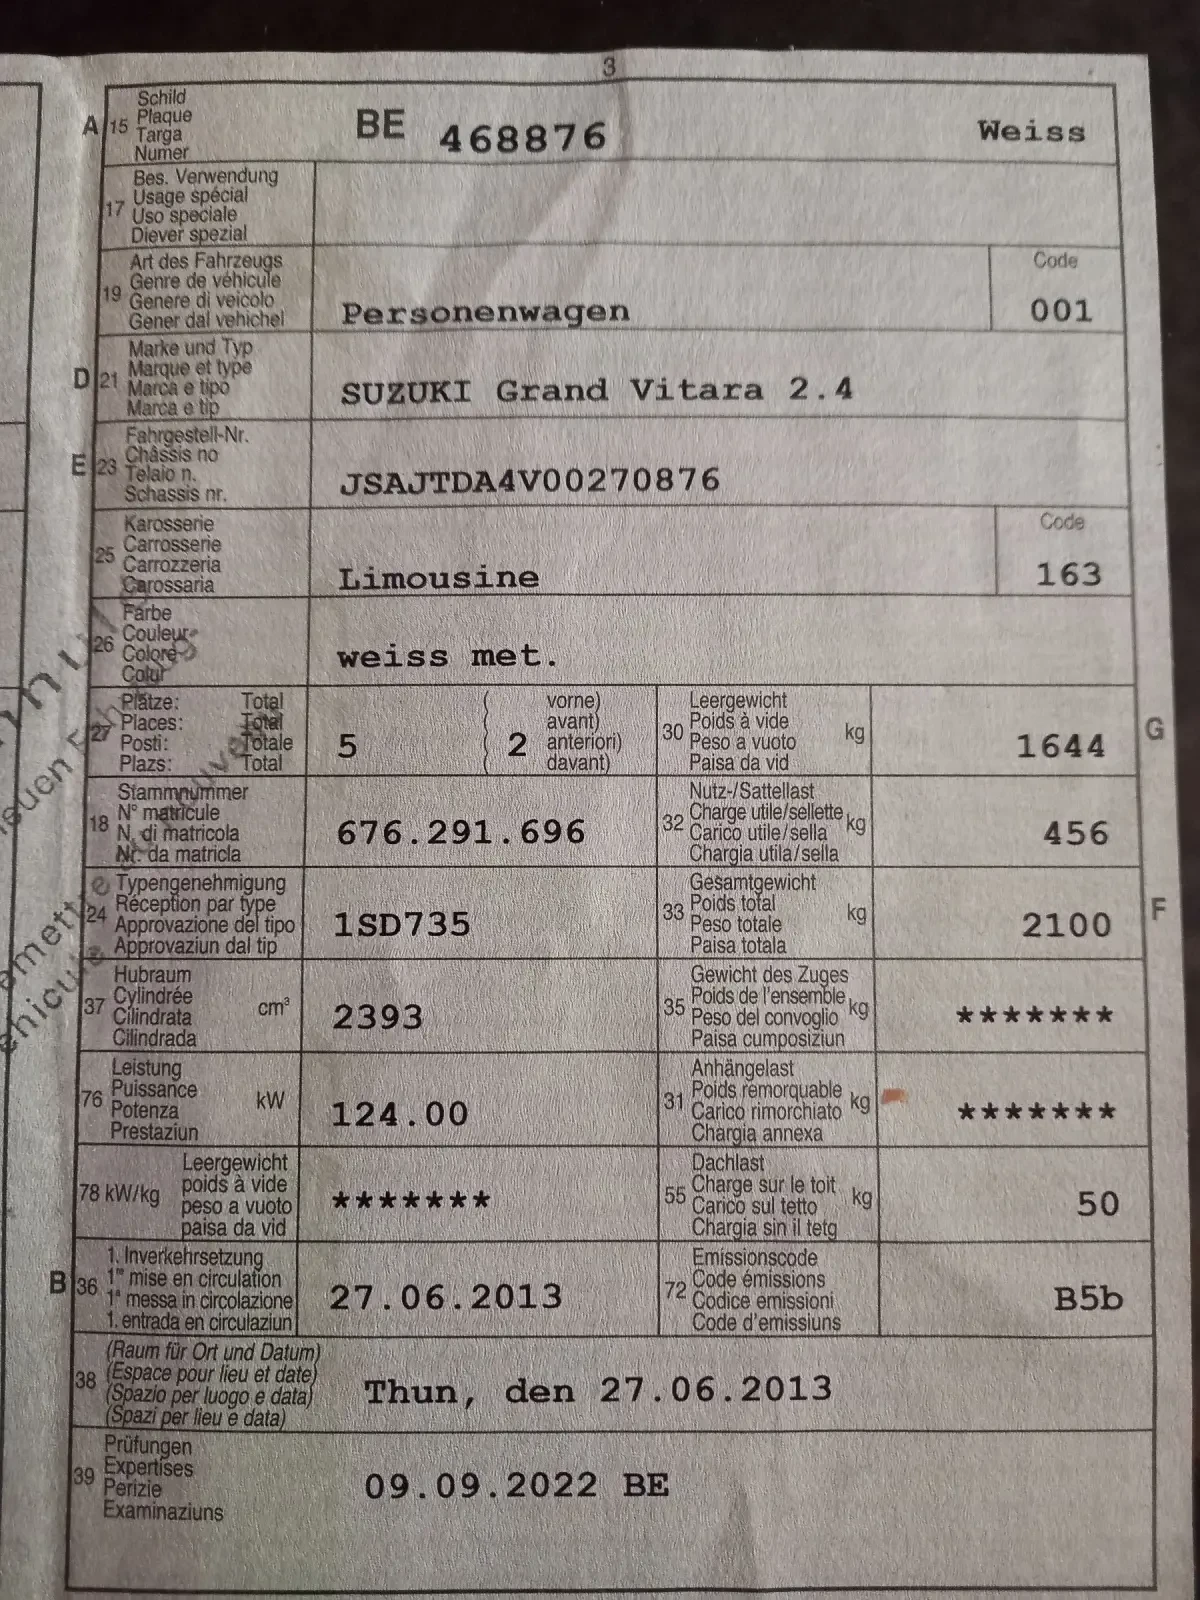 3
A 15 Schild
Plaque
Targa
Numer
BE 468876 Weiss
17 Bes. Verwendung
Usage spécial
Uso speciale
Diever spezial
19 Art des Fahrzeugs
Genre de véhicule
Genere di veicolo
Gener dal vehichel
Personenwagen
Code
001
D 21 Marke und Typ
Marque et type
Marca e tipo
Marca e tip
SUZUKI Grand Vitara 2.4
E 23 Fahrgestell-Nr.
Châssis no
Telaio n.
Schassis nr.
JSAJTDA4V00270876
25 Karosserie
Carrosserie
Carrozzeria
Carossaria
Limousine
Code
163
26 Farbe
Couleur
Colore
Colur
weiss met.
27 Plätze: Total
Places: Total
Posti: Totale
Plazs: Total
5 ( 2 vorne)
avant)
anteriori)
davant)
30 Leergewicht
Poids à vide
Peso a vuoto
Paisa da vid
kg
1644
G
18 Stammnummer
N° matricule
N. di matricola
Nr. da matricla
676.291.696
32 Nutz-/Sattellast
Charge utile/sellette
Carico utile/sella
Chargia utila/sella
kg
456
24 Typengenehmigung
Réception par type
Approvazione del tipo
Approvaziun dal tip
1SD735
33 Gesamtgewicht
Poids total
Peso totale
Paisa totala
kg
2100
F
37 Hubraum
Cylindrée
Cilindrata
Cilindrada
cm³
2393
35 Gewicht des Zuges
Poids de l'ensemble
Peso del convoglio
Paisa cumposiziun
kg
*******
76 Leistung
Puissance
Potenza
Prestaziun
kW
124.00
31 Anhängelast
Poids remorquable
Carico rimorchiato
Chargia annexa
kg
*******
78 kW/kg
Leergewicht
poids à vide
peso a vuoto
paisa da vid
*******
55 Dachlast
Charge sur le toit
Carico sul tetto
Chargia sin il tetg
kg
50
B 36 1. Inverkehrsetzung
1re mise en circulation
1a messa in circolazione
1. entrada en circulaziun
27.06.2013
72 Emissionscode
Code émissions
Codice emissioni
Code d'emissiuns
B5b
38 (Raum für Ort und Datum)
(Espace pour lieu et date)
(Spazio per luogo e data)
(Spazi per lieu e data)
Thun, den 27.06.2013
39 Prüfungen
Expertises
Perizie
Examinaziuns
09.09.2022 BE